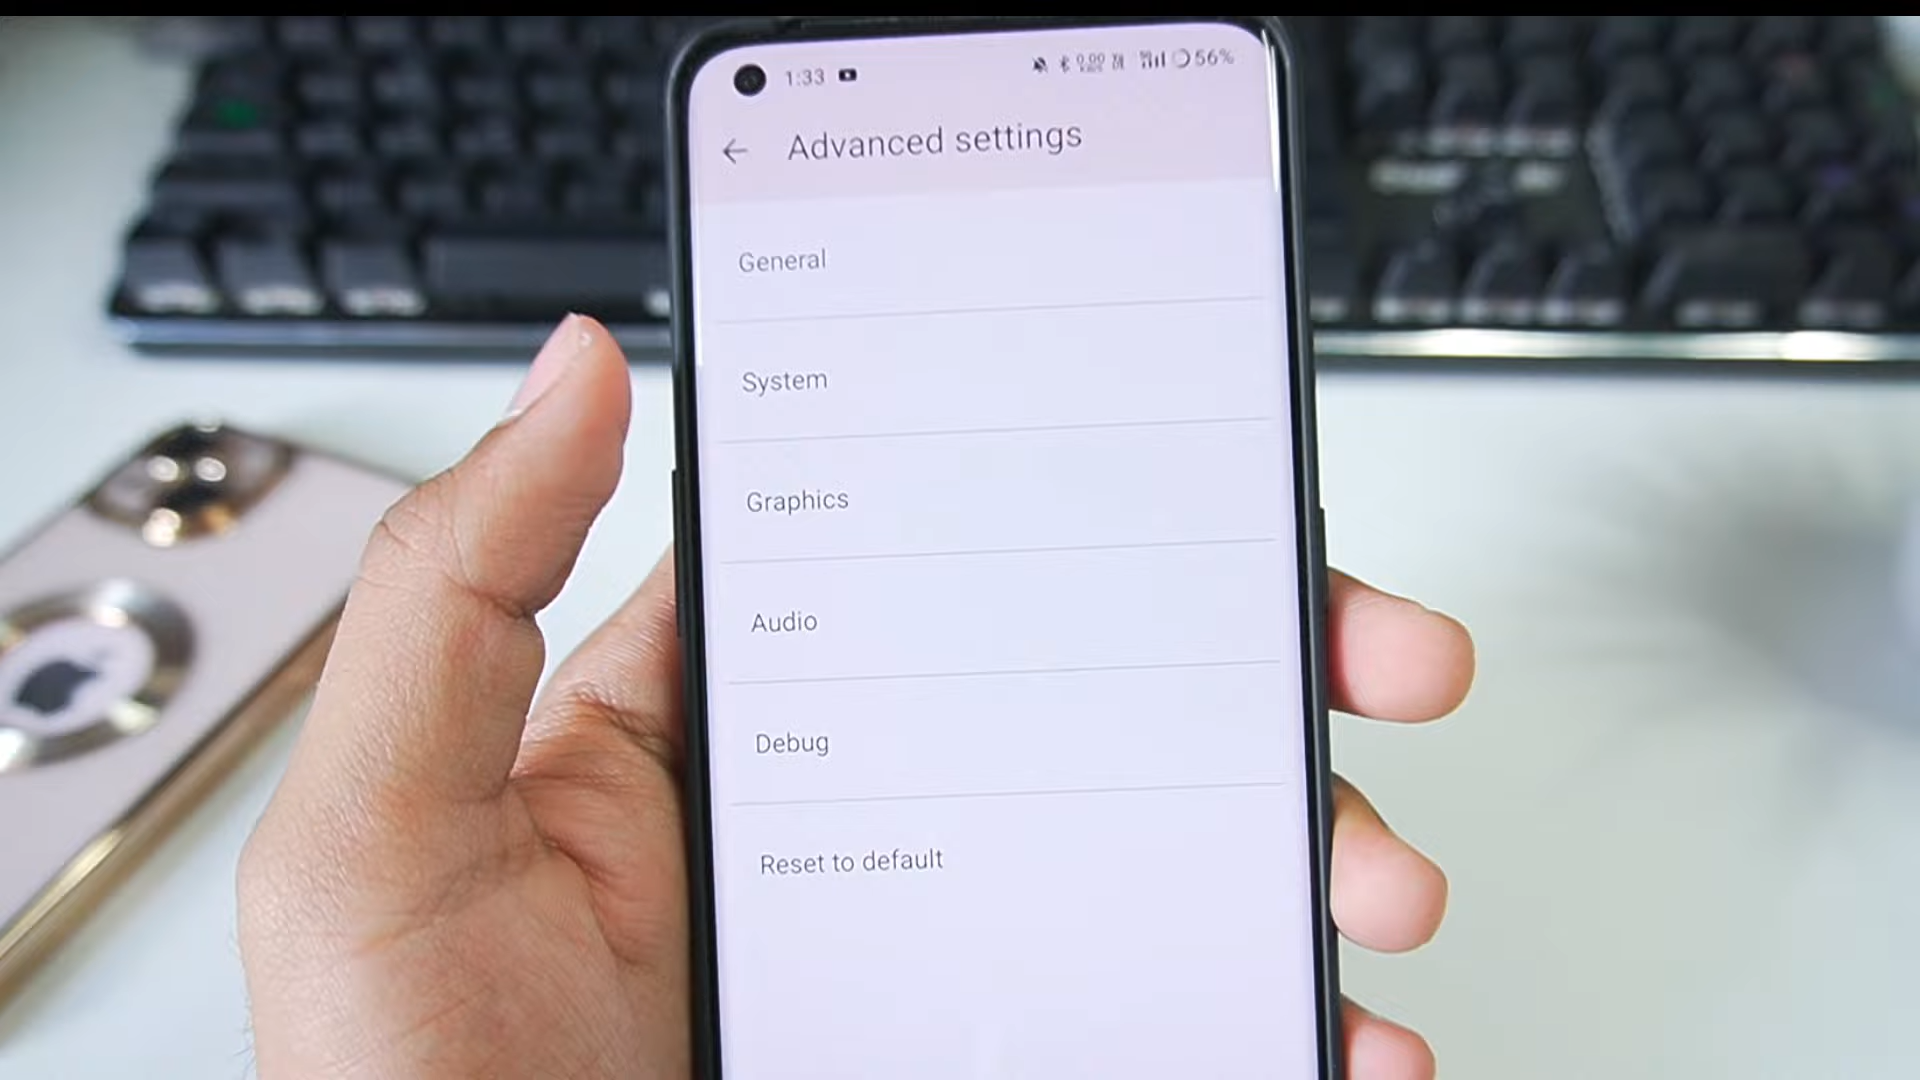 1:33
56%
Advanced settings
General
System
Graphics
Audio
Debug
Reset to default